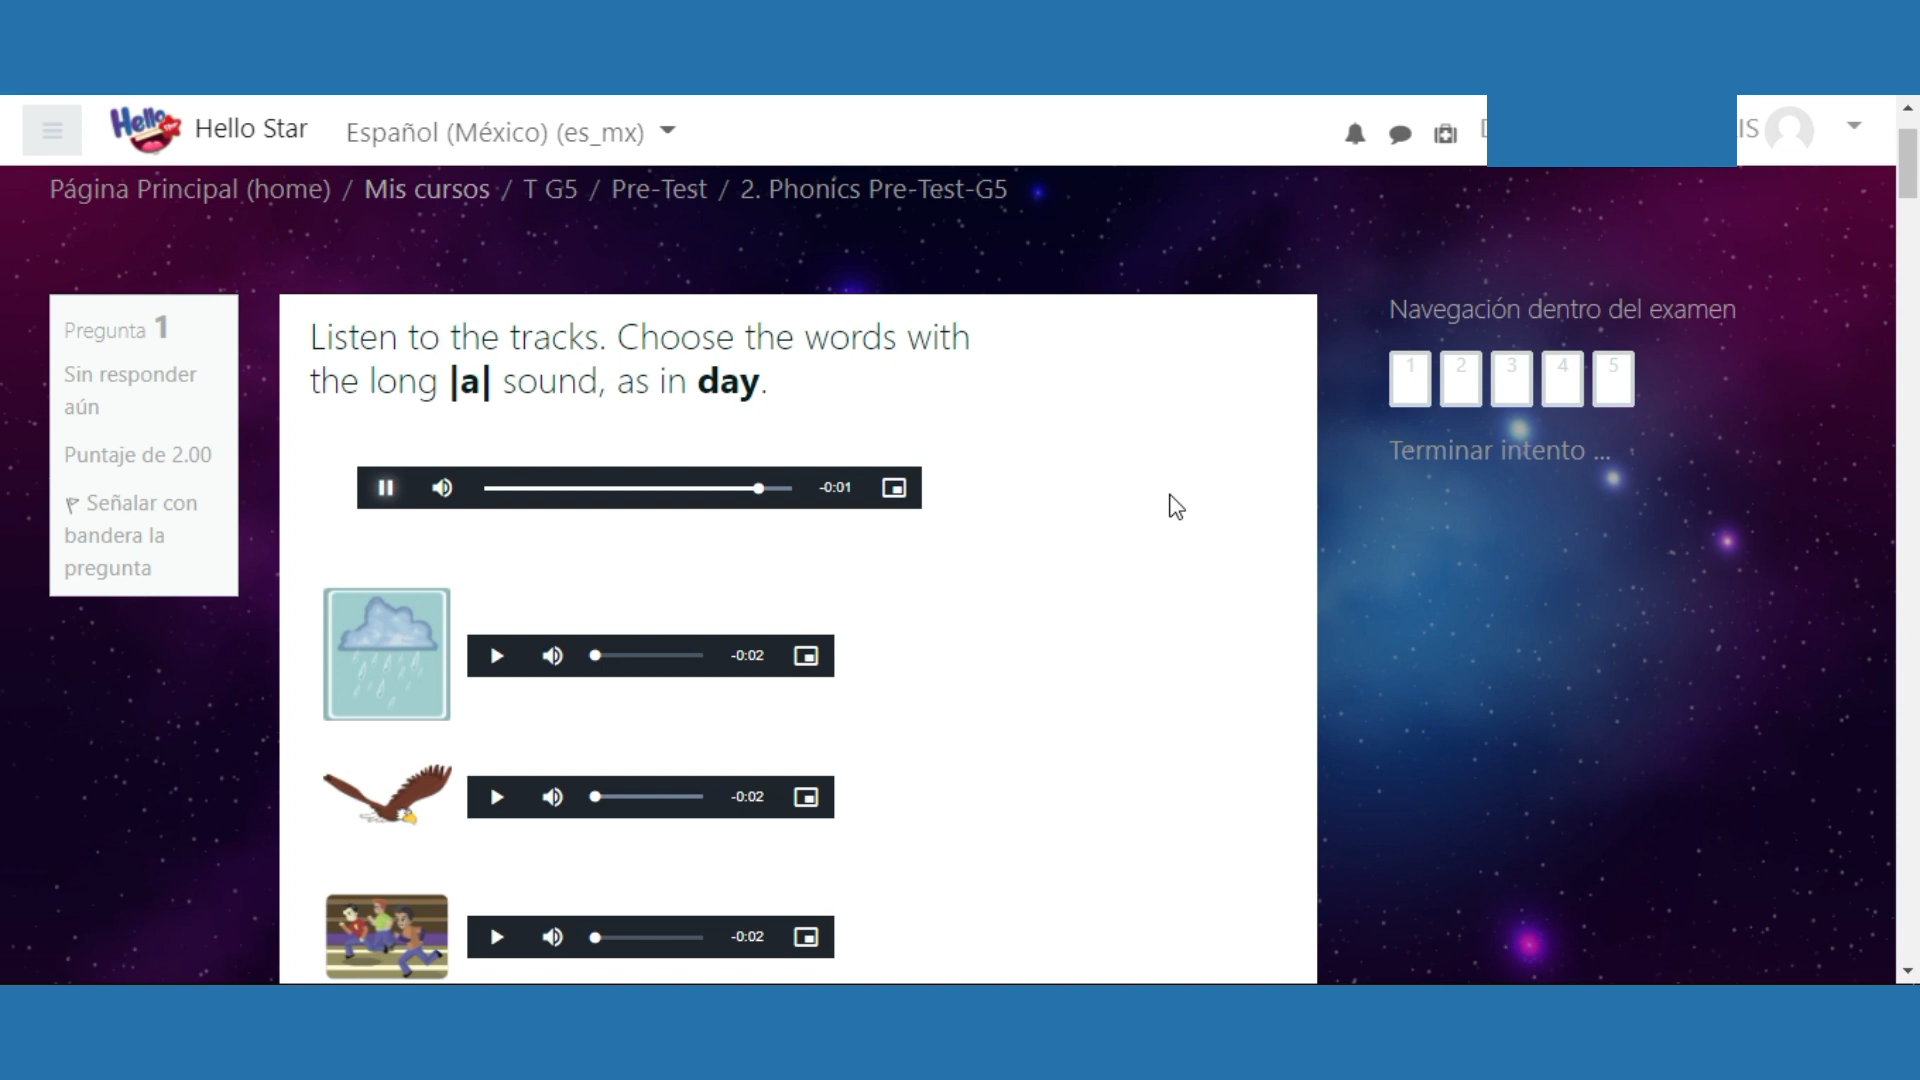 Hello
Hello Star
Español (México) (es_mx)
IS
Página Principal (home) / Mis cursos / T G5 / Pre-Test / 2. Phonics Pre-Test-G5
Pregunta 1
Sin responder
aún
Puntaje de 2.00
Señalar con
bandera la
pregunta
Listen to the tracks. Choose the words with
the long |a| sound, as in day.
-0:01
-0:02
-0:02
-0:02
Navegación dentro del examen
1 2 3 4 5
Terminar intento ...